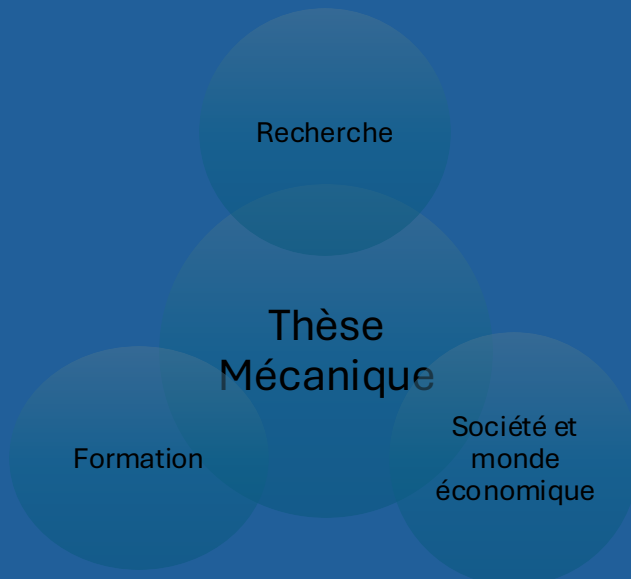 Recherche
Thèse
Mécanique
Formation
Société et
monde
économique